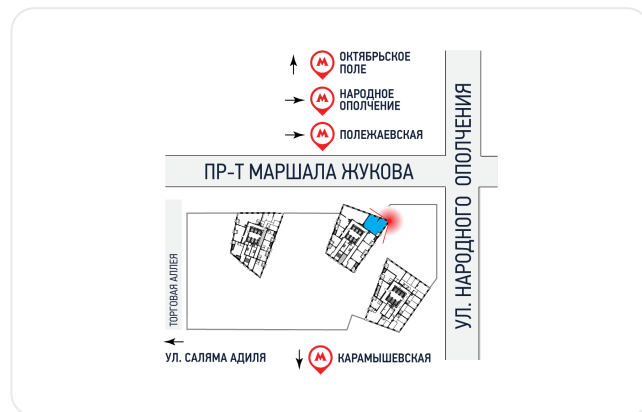 ОКТЯБРЬСКОЕ
ПОЛЕ
НАРОДНОЕ
ОПОЛЧЕНИЕ
ПОЛЕЖАЕВСКАЯ
ПР-Т МАРШАЛА ЖУКОВА
УЛ. НАРОДНОГО ОПОЛЧЕНИЯ
ТОРГОВАЯ АЛЛЕЯ
УЛ. САЛЯМА АДИЛЯ
КАРАМЫШЕВСКАЯ